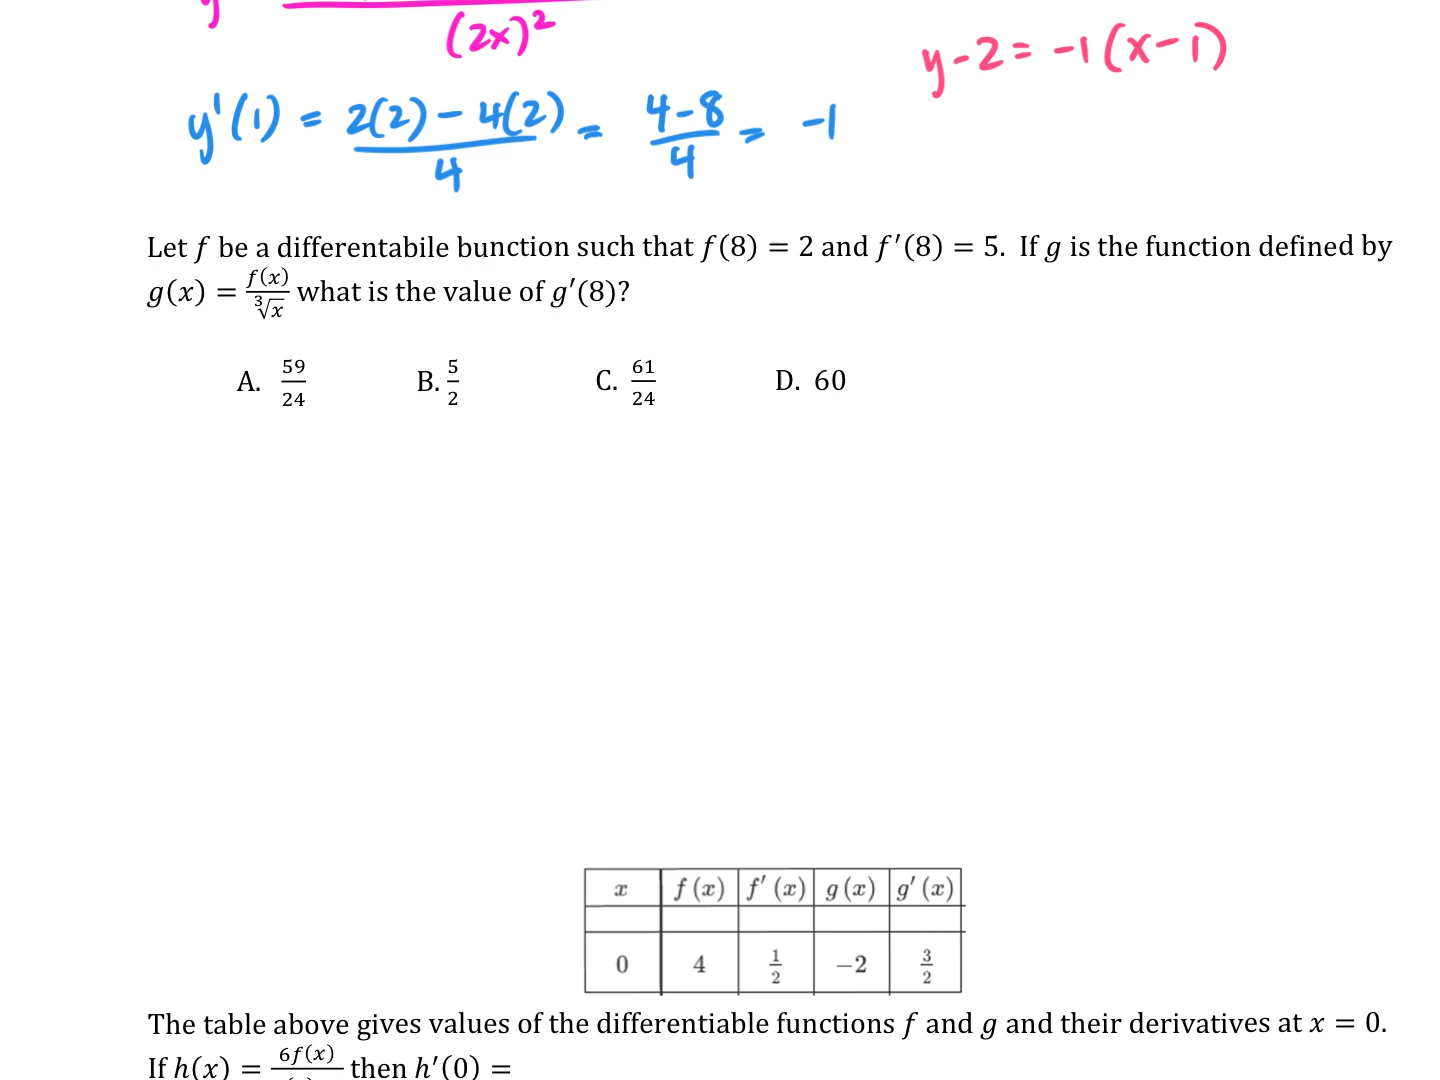 (2x)²
y-2 = -1(x-1)
y'(1) = 2(2) - 4(2) / 4 = 4-8 / 4 = -1
Let f be a differentabile bunction such that f(8) = 2 and f'(8) = 5. If g is the function defined by
g(x) = f(x)/∛x what is the value of g'(8)?
A. 59/24 B. 5/2 C. 61/24 D. 60
x f(x) f'(x) g(x) g'(x)
0 4 1/2 −2 3/2
The table above gives values of the differentiable functions f and g and their derivatives at x = 0.
If h(x) = 6f(x)/ then h'(0) =